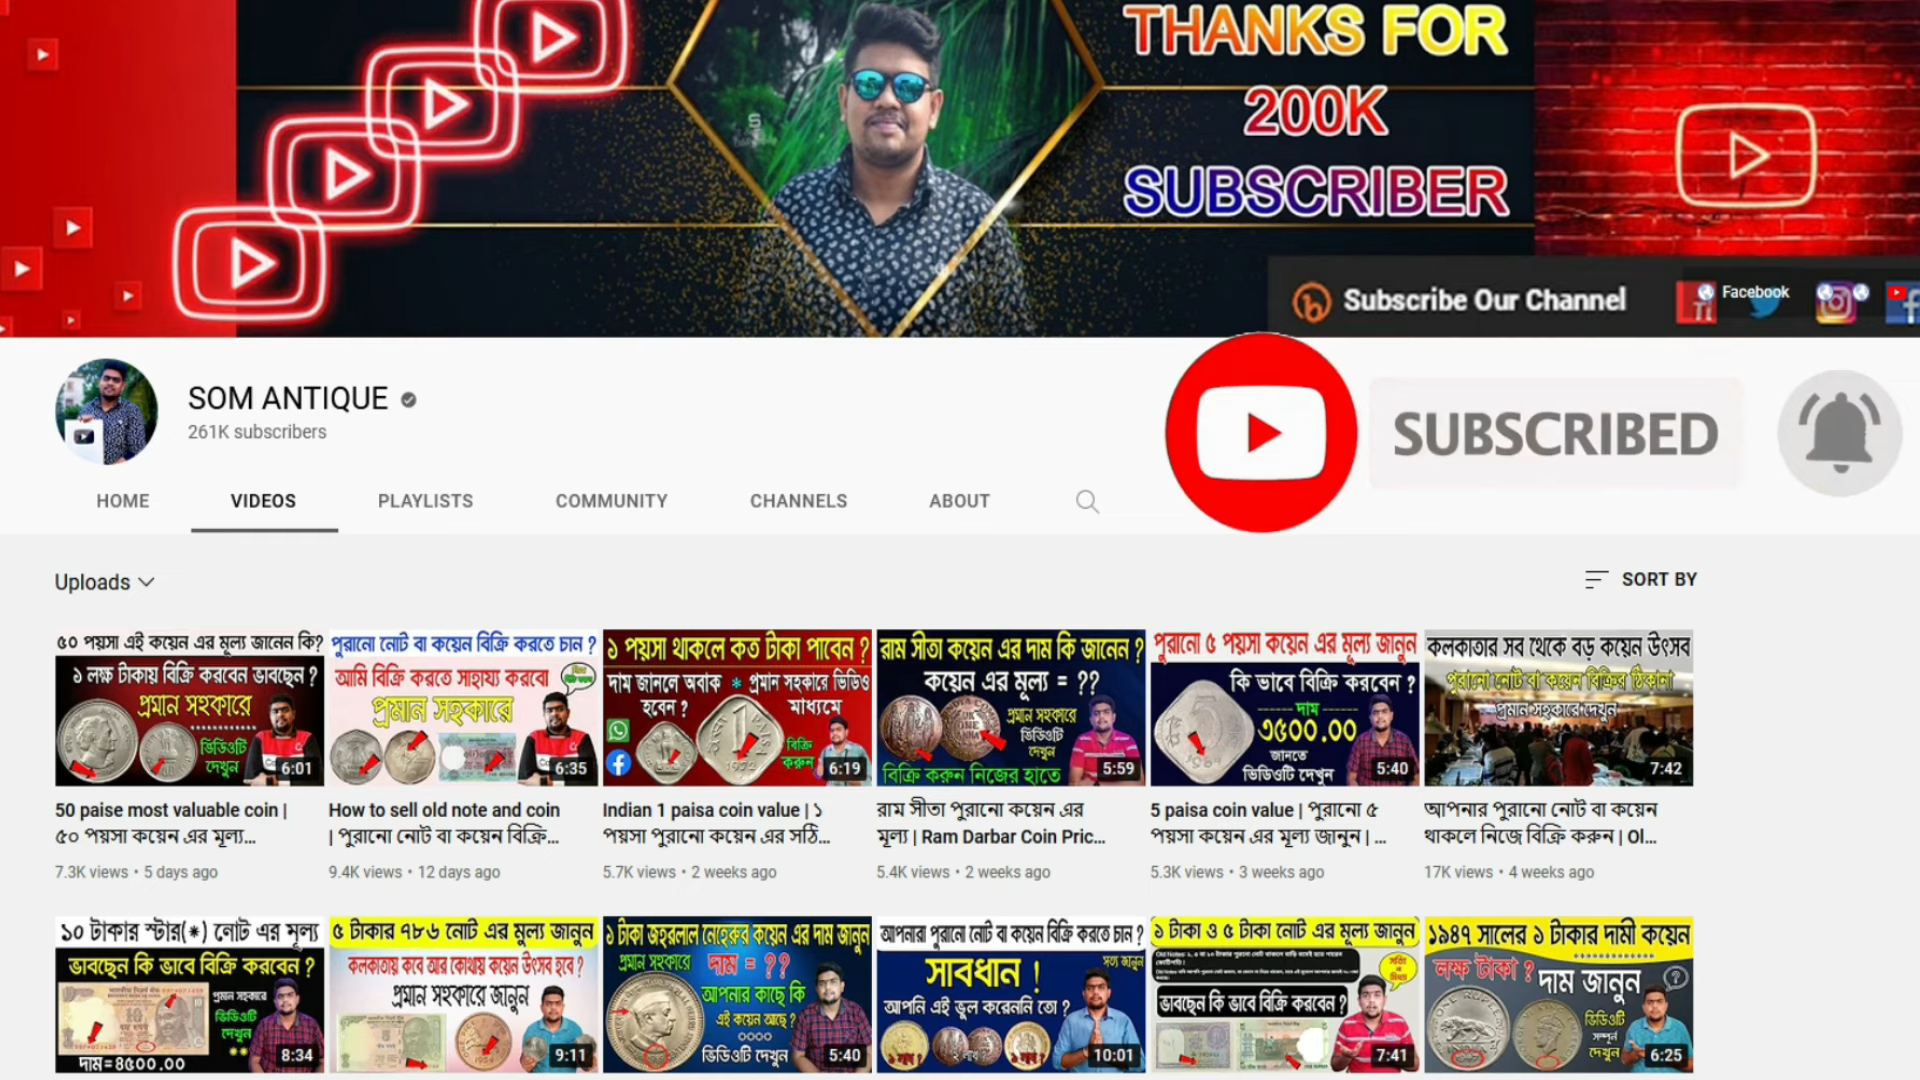 THANKS FOR
200K
SUBSCRIBER
Subscribe Our Channel
Facebook
SOM ANTIQUE
261K subscribers
SUBSCRIBED
HOME
VIDEOS
PLAYLISTS
COMMUNITY
CHANNELS
ABOUT
Uploads
SORT BY
৫০ পয়সা এই কয়েন এর মূল্য জানেন কি?
১ লক্ষ টাকায় বিক্রি করবেন ভাবছেন ?
প্রমান সহকারে
ভিডিওটি
দেখুন
6:01
পুরানো নোট বা কয়েন বিক্রি করতে চান ?
আমি বিক্রি করতে সাহায্য করবো
প্রমান সহকারে
6:35
১ পয়সা থাকলে কত টাকা পাবেন ?
দাম জানলে অবাক * প্রমান সহকারে ভিডিও
হবেন ?
মাধ্যমে
বিক্রি
করুন
1972
6:19
রাম সীতা কয়েন এর দাম কি জানেন ?
কয়েন এর মূল্য = ??
প্রমান সহকারে
ভিডিওটি
দেখুন
বিক্রি করুন নিজের হাতে
5:59
পুরানো ৫ পয়সা কয়েন এর মূল্য জানুন
কি ভাবে বিক্রি করবেন ?
দাম
৩৫০০.০০
জানতে
ভিডিওটি দেখুন
5:40
কলকাতার সব থেকে বড় কয়েন উৎসব
পুরানো নোট বা কয়েন বিক্রির ঠিকানা
প্রমান সহকারে দেখুন
7:42
50 paise most valuable coin |
৫০ পয়সা কয়েন এর মূল্য...
7.3K views • 5 days ago
How to sell old note and coin
| পুরানো নোট বা কয়েন বিক্রি...
9.4K views • 12 days ago
Indian 1 paisa coin value | ১
পয়সা পুরানো কয়েন এর সঠি...
5.7K views • 2 weeks ago
রাম সীতা পুরানো কয়েন এর
মূল্য | Ram Darbar Coin Pric...
5.4K views • 2 weeks ago
5 paisa coin value | পুরানো ৫
পয়সা কয়েন এর মূল্য জানুন | ...
5.3K views • 3 weeks ago
আপনার পুরানো নোট বা কয়েন
থাকলে নিজে বিক্রি করুন | Ol...
17K views • 4 weeks ago
১০ টাকার স্টার(*) নোট এর মূল্য
ভাবছেন কি ভাবে বিক্রি করবেন ?
প্রমান সহকারে
ভিডিওটি
দেখুন
দাম=৪৫০০.০০
8:34
৫ টাকার ৭৮৬ নোট এর মুল্য জানুন
কলকাতায় কবে আর কোথায় কয়েন উৎসব হবে ?
প্রমান সহকারে জানুন
9:11
১ টাকা জহরলাল নেহেরুর কয়েন এর দাম জানুন
প্রমান সহকারে দাম = ??
আপনার কাছে কি
এই কয়েন আছে ?
ভিডিওটি দেখুন
5:40
আপনারা পুরানো নোট বা কয়েন বিক্রি করতে চান ?
সাবধান !
সত্য জানুন
আপনি এই ভুল করেননি তো ?
10:01
১ টাকা ও ৫ টাকা নোট এর মূল্য জানুন
ভাবছেন কি ভাবে বিক্রি করবেন ?
7:41
১৯৪৭ সালের ১ টাকার দামী কয়েন
লক্ষ টাকা ? দাম জানুন
ভিডিওটি
সম্পূর্ন
দেখুন
6:25